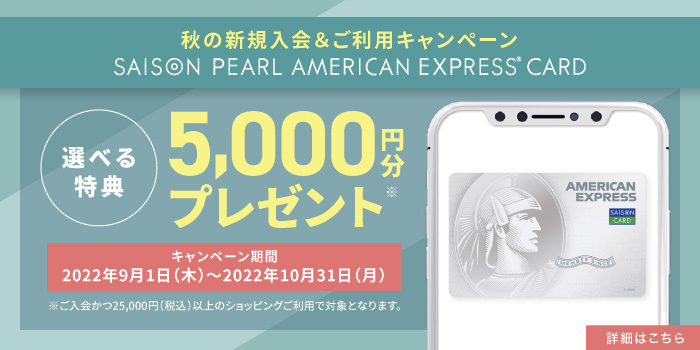 秋の新規入会&ご利用キャンペーン
SAISON PEARL AMERICAN EXPRESS® CARD
選べる
特典
5,000円分
プレゼント※
キャンペーン期間
2022年9月1日(木)～2022年10月31日(月)
※ご入会かつ25,000円(税込)以上のショッピングご利用で対象となります。
AMERICAN
EXPRESS
SAISON
CARD
MEMBER SINCE
詳細はこちら